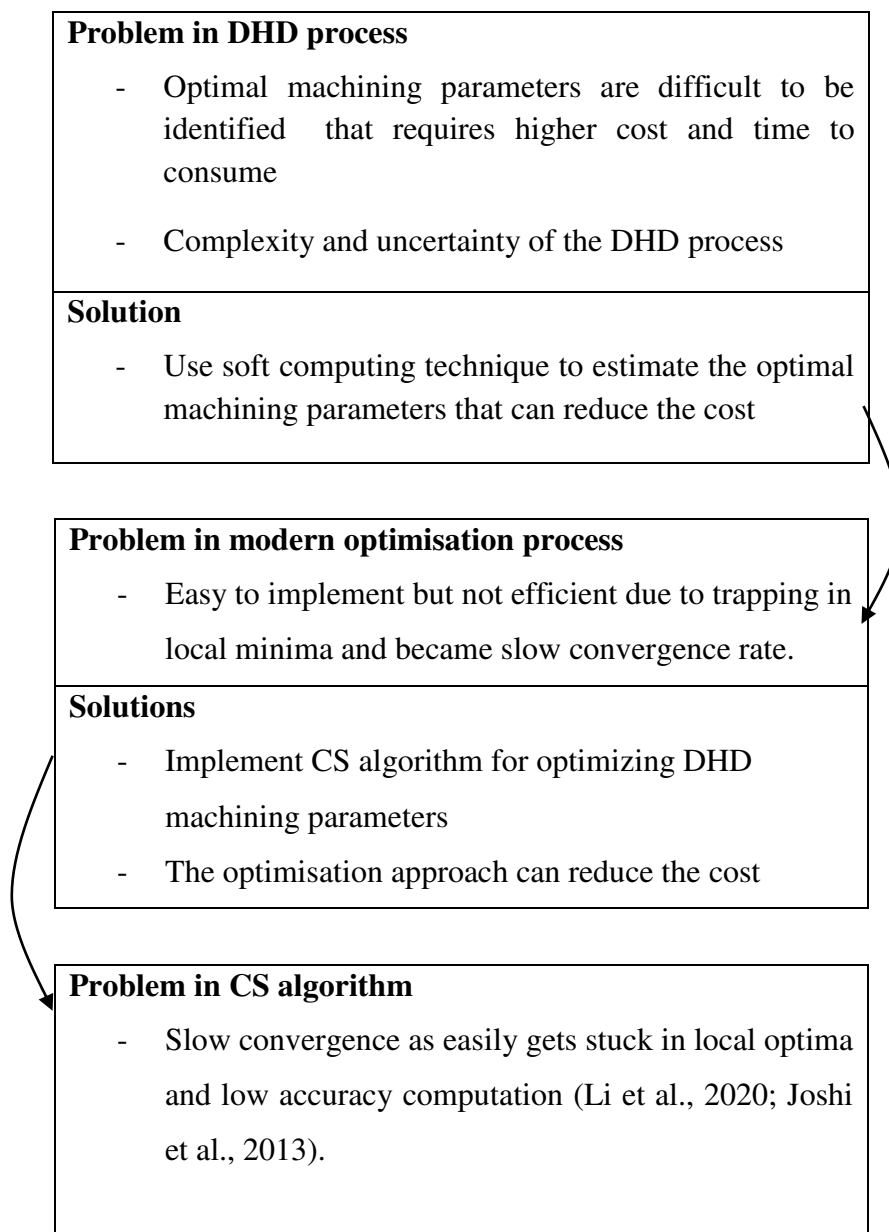 Problem in DHD process
- Optimal machining parameters are difficult to be
identified that requires higher cost and time to
consume
- Complexity and uncertainty of the DHD process
Solution
- Use soft computing technique to estimate the optimal
machining parameters that can reduce the cost
Problem in modern optimisation process
- Easy to implement but not efficient due to trapping in
local minima and became slow convergence rate.
Solutions
- Implement CS algorithm for optimizing DHD
machining parameters
- The optimisation approach can reduce the cost
Problem in CS algorithm
- Slow convergence as easily gets stuck in local optima
and low accuracy computation (Li et al., 2020; Joshi
et al., 2013).